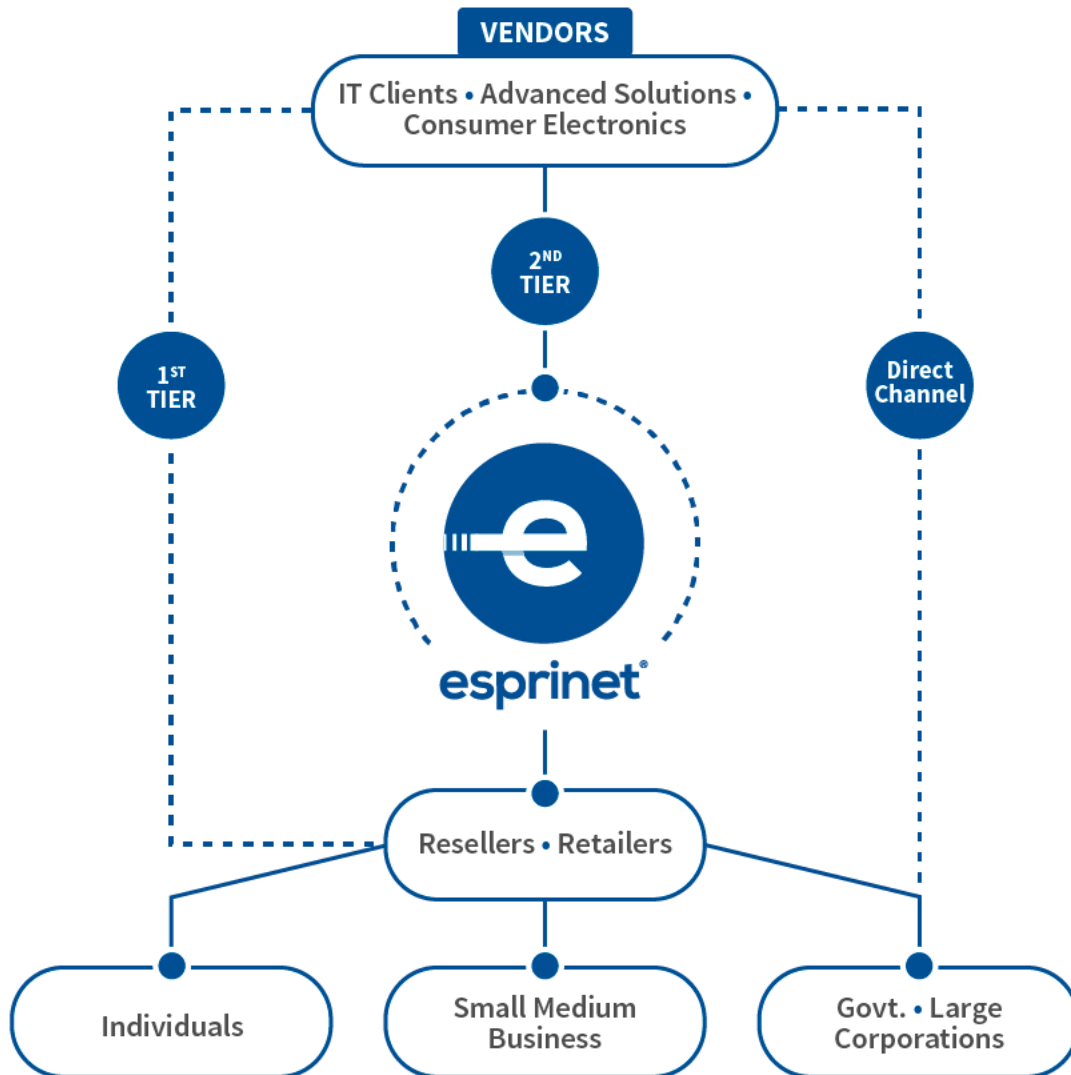 VENDORS
IT Clients • Advanced Solutions •
Consumer Electronics
2ND
TIER
1ST
TIER
Direct
Channel
e
esprinet®
Resellers • Retailers
Individuals
Small Medium
Business
Govt. • Large
Corporations